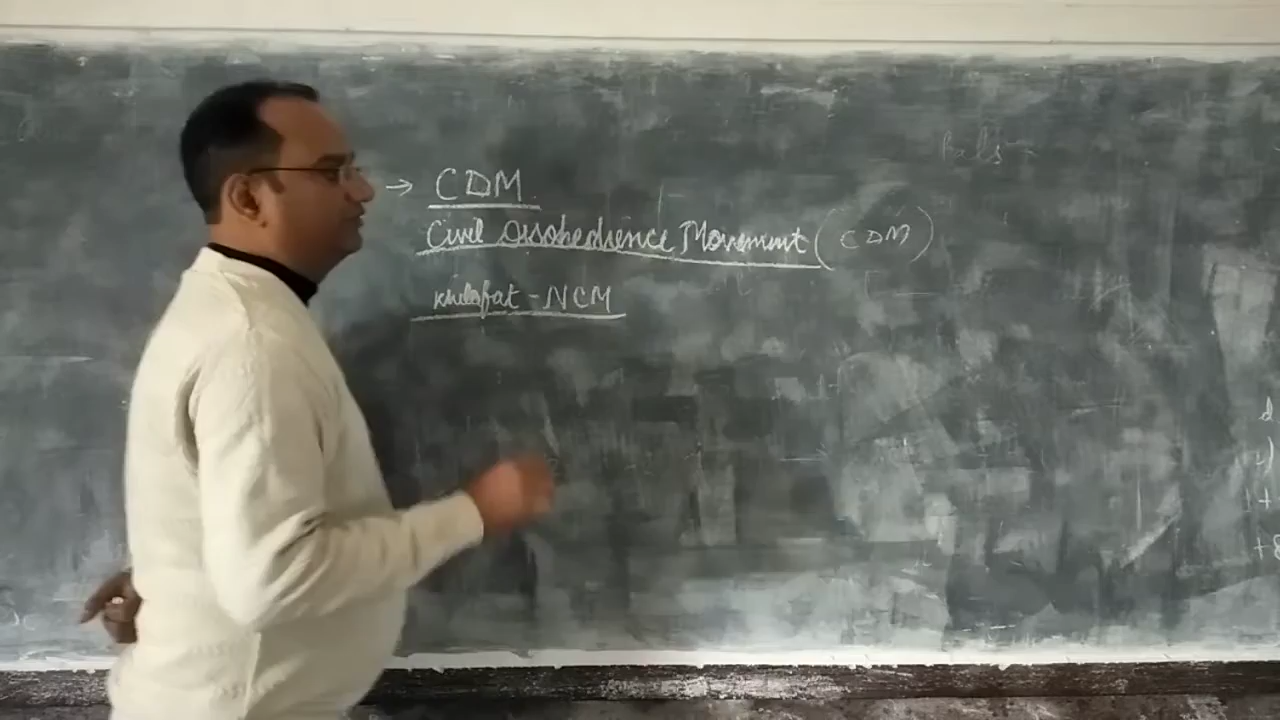 → CDM
Civil Disobedience Movement (CDM)
Khilafat - NCM